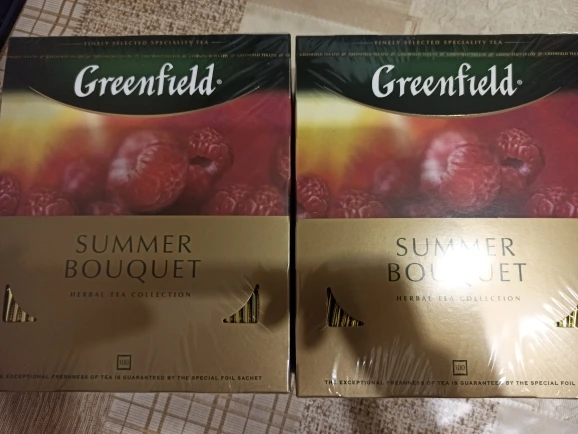 FINELY SELECTED SPECIALITY TEA
Greenfield®
SUMMER
BOUQUET
HERBAL TEA COLLECTION
100
EXCEPTIONAL FRESHNESS OF TEA IS GUARANTEED BY THE SPECIAL FOIL SACHET
FINELY SELECTED SPECIALITY TEA
Greenfield®
SUMMER
BOUQUET
HERBAL TEA COLLECTION
100
THE EXCEPTIONAL FRESHNESS OF TEA IS GUARANTEED BY THE SPECIAL FOIL